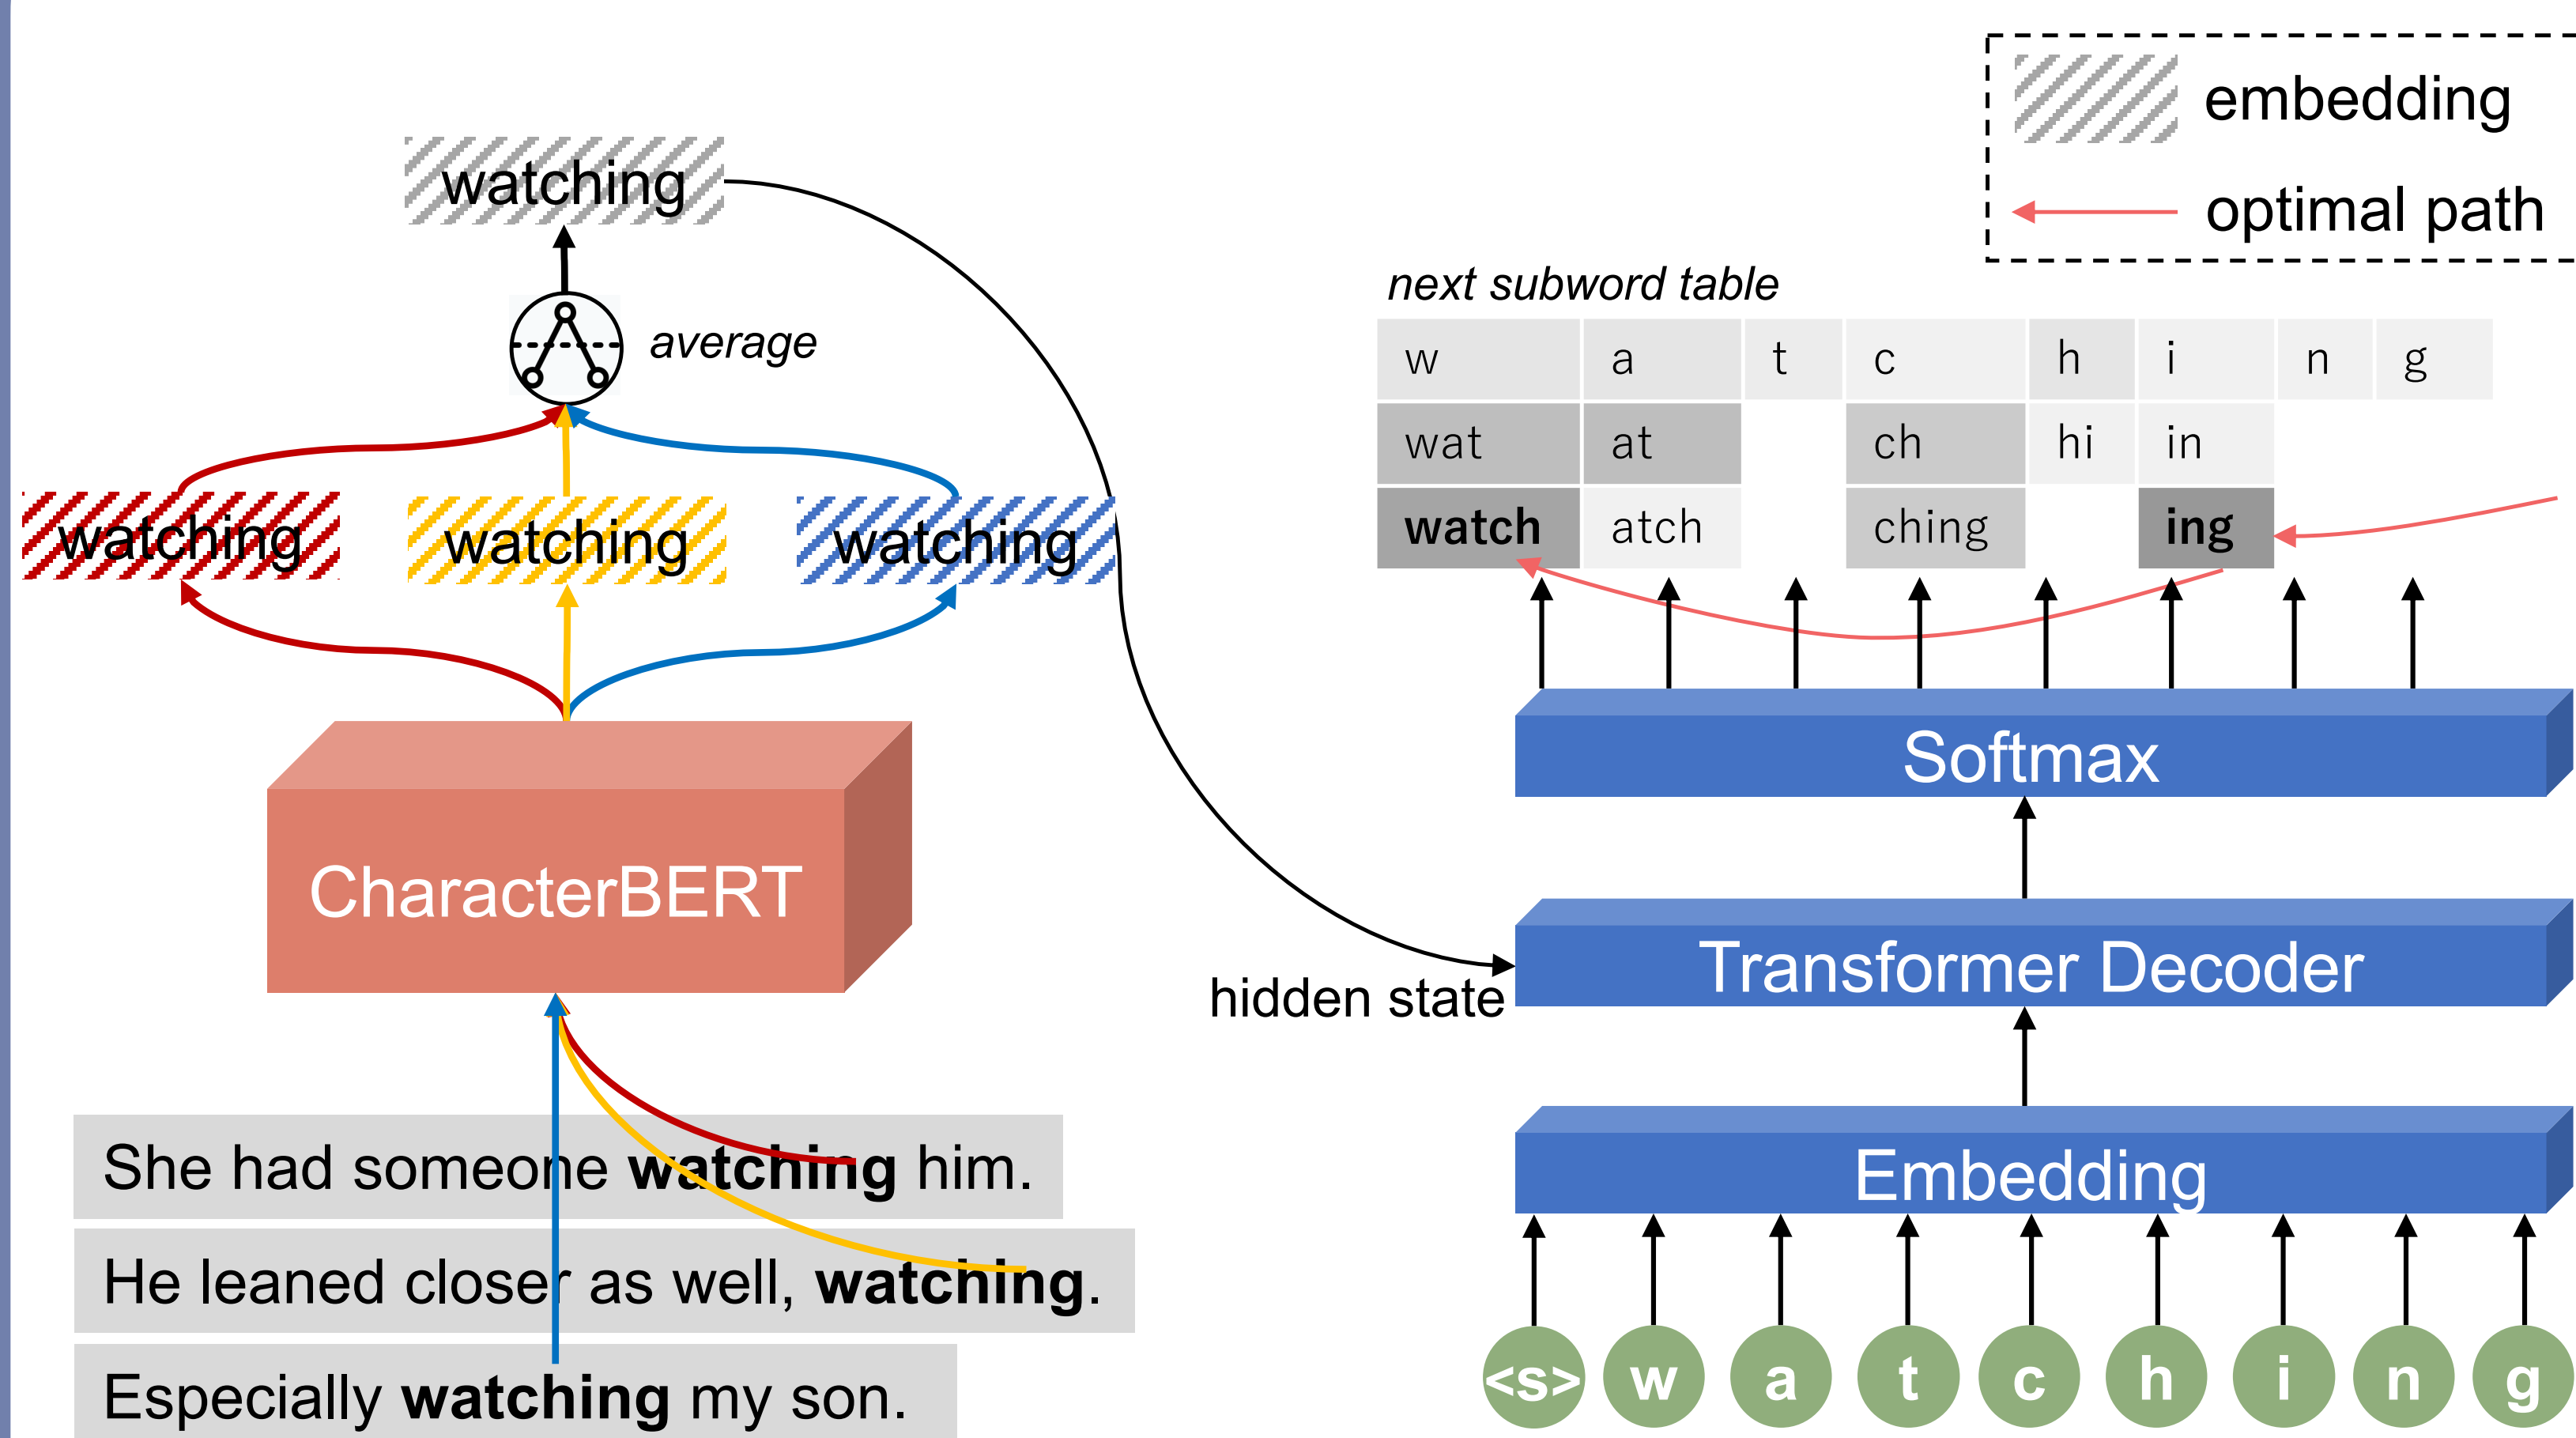 embedding
optimal path
watching
average
watching watching watching
CharacterBERT
She had someone watching him.
He leaned closer as well, watching.
Especially watching my son.
next subword table
w a t c h i n g
wat at ch hi in
watch atch ching ing
Softmax
hidden state
Transformer Decoder
Embedding
<s> w a t c h i n g